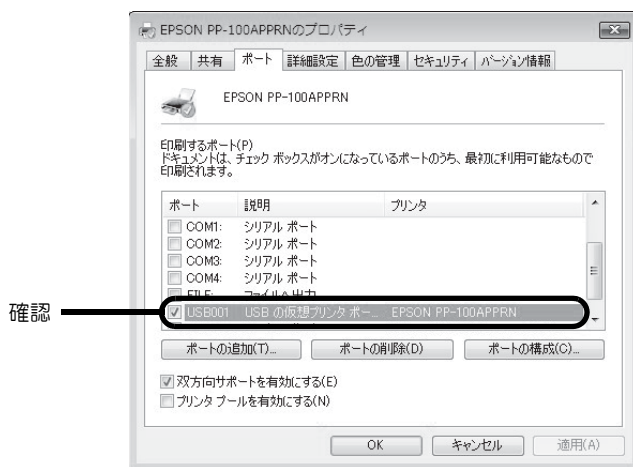 EPSON PP-100APPRNのプロパティ
全般 共有 ポート 詳細設定 色の管理 セキュリティ バージョン情報
EPSON PP-100APPRN
印刷するポート(P)
ドキュメントは、チェック ボックスがオンになっているポートのうち、最初に利用可能なもので
印刷されます。
ポート 説明 プリンタ
COM1: シリアル ポート
COM2: シリアル ポート
COM3: シリアル ポート
COM4: シリアル ポート
FILE: ファイルへ出力
確認
USB001 USB の仮想プリンタ ポー... EPSON PP-100APPRN
ポートの追加(T)... ポートの削除(D) ポートの構成(C)...
双方向サポートを有効にする(E)
プリンタ プールを有効にする(N)
OK キャンセル 適用(A)